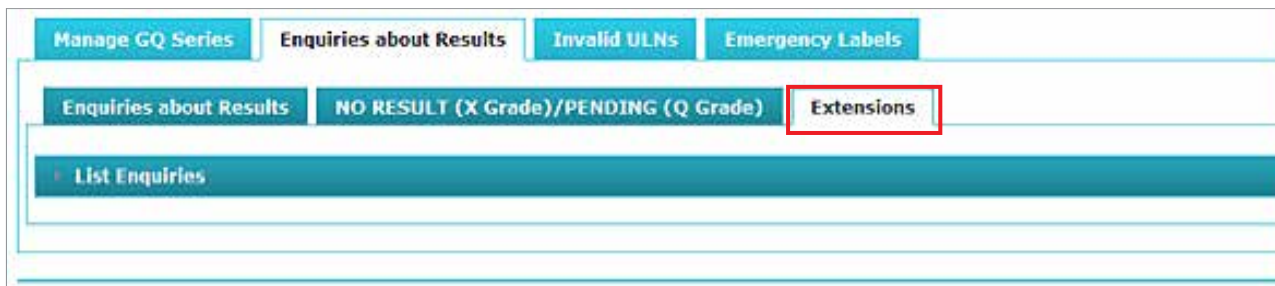 Manage GQ Series Enquiries about Results Invalid ULNs Emergency Labels
Enquiries about Results NO RESULT (X Grade)/PENDING (Q Grade) Extensions
List Enquiries